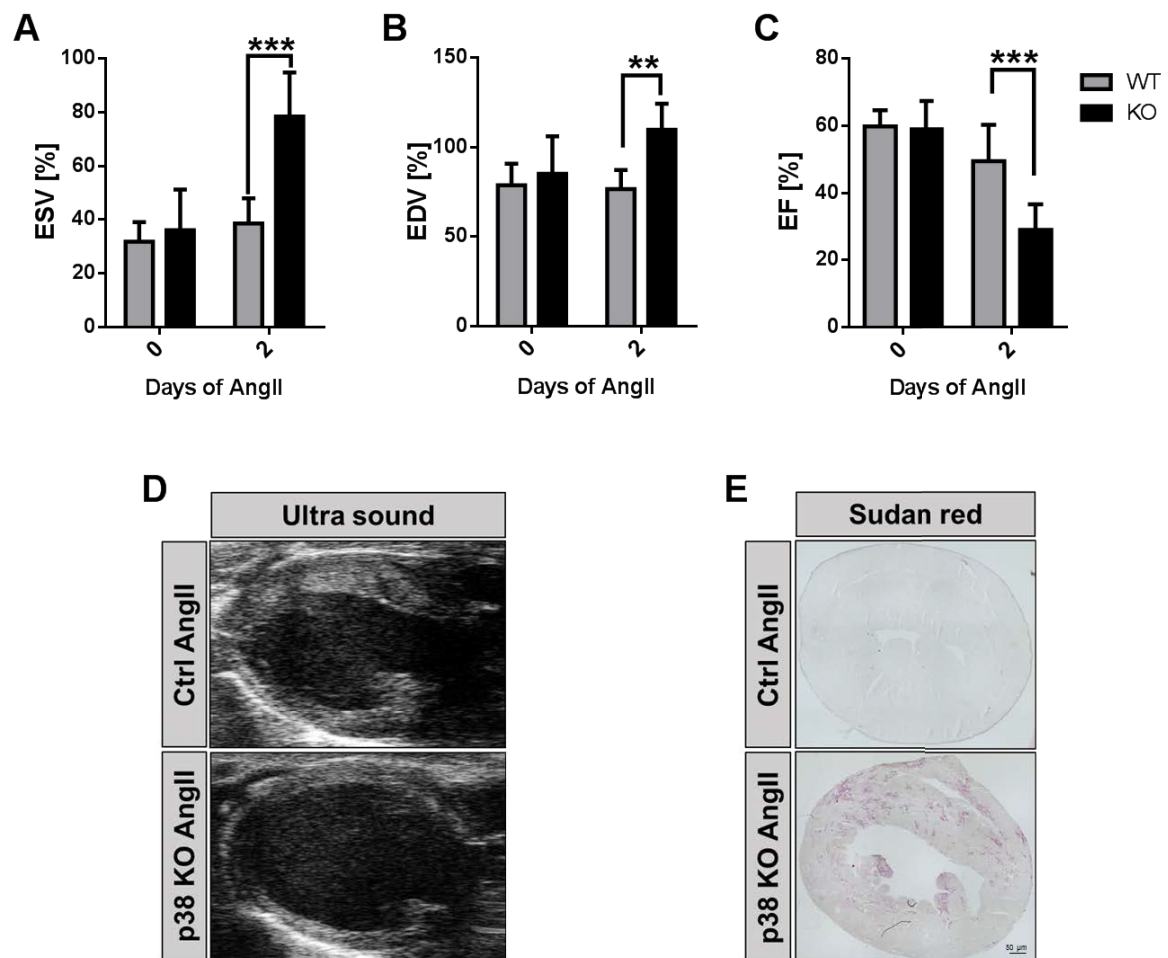 A
ESV [%]
100
80
60
40
20
0
***
0
2
Days of AngII
B
EDV [%]
150
100
50
0
**
0
2
Days of AngII
C
EF [%]
80
60
40
20
0
***
0
2
Days of AngII
WT
KO
D
Ultra sound
Ctrl AngII
p38 KO AngII
E
Sudan red
Ctrl AngII
p38 KO AngII
50 µm